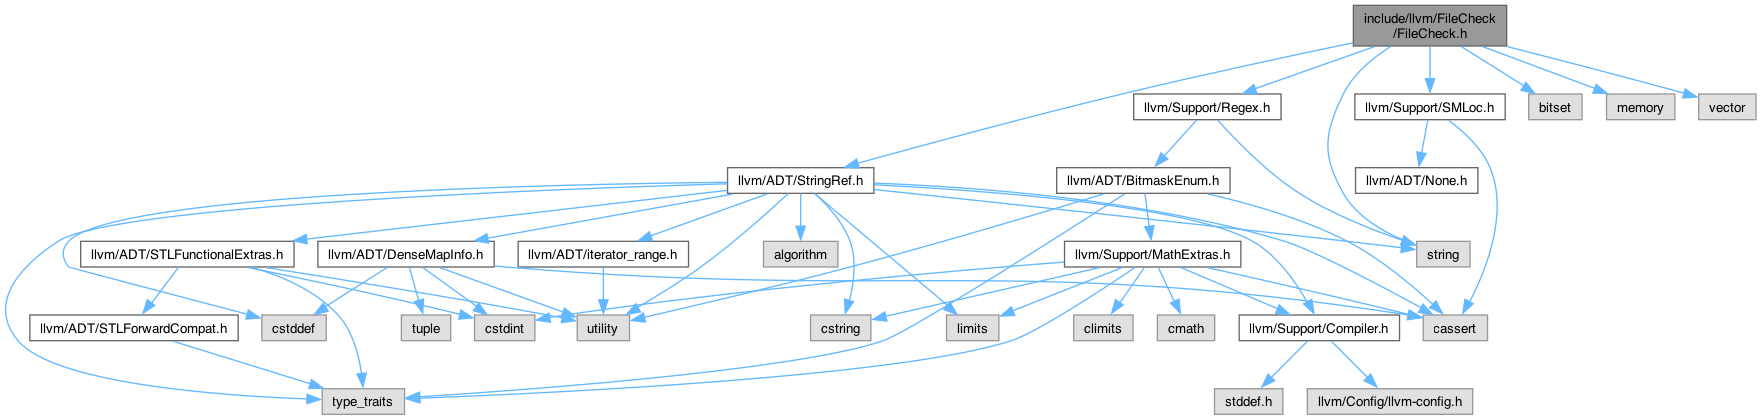 include/llvm/FileCheck
/FileCheck.h
llvm/Support/Regex.h
llvm/Support/SMLoc.h
bitset
memory
vector
llvm/ADT/StringRef.h
llvm/ADT/BitmaskEnum.h
llvm/ADT/None.h
llvm/ADT/STLFunctionalExtras.h
llvm/ADT/DenseMapInfo.h
llvm/ADT/iterator_range.h
algorithm
llvm/Support/MathExtras.h
string
llvm/ADT/STLForwardCompat.h
cstddef
tuple
cstdint
utility
cstring
limits
climits
cmath
llvm/Support/Compiler.h
cassert
type_traits
stddef.h
llvm/Config/llvm-config.h